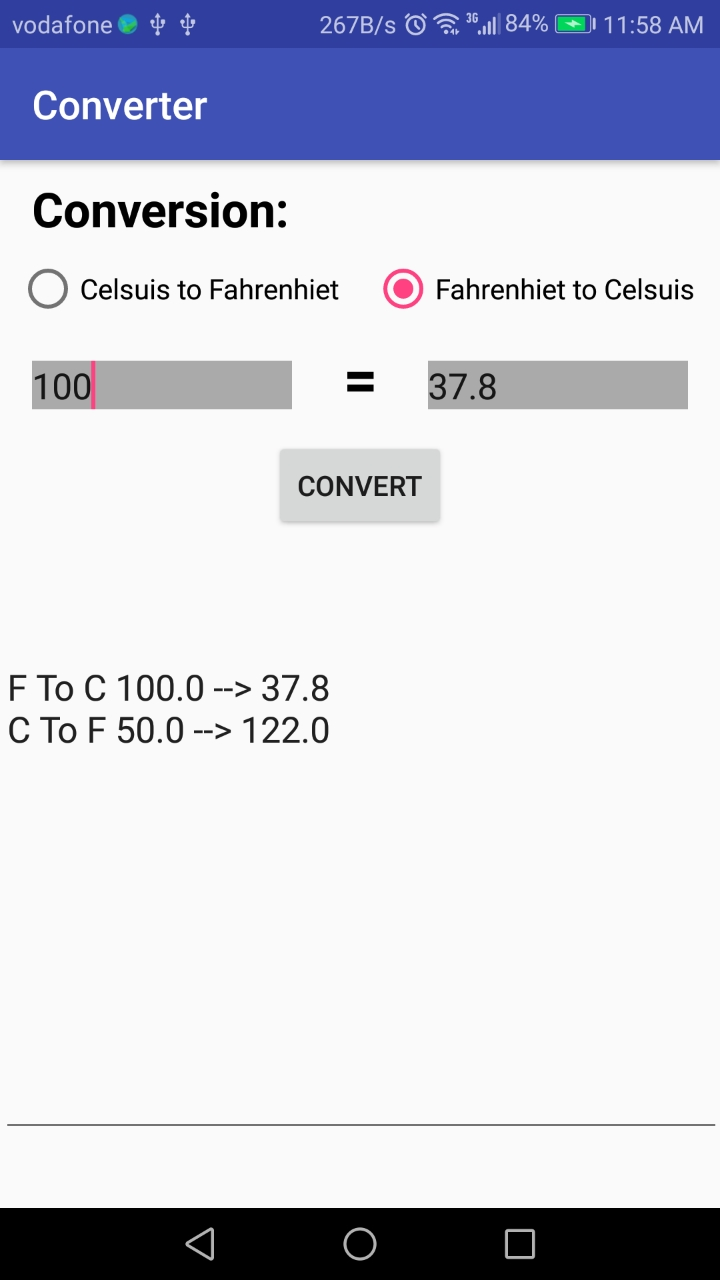 vodafone 267B/s 3G 84% 11:58 AM
Converter
Conversion:
Celsuis to Fahrenhiet Fahrenhiet to Celsuis
100 = 37.8
CONVERT
F To C 100.0 --> 37.8
C To F 50.0 --> 122.0